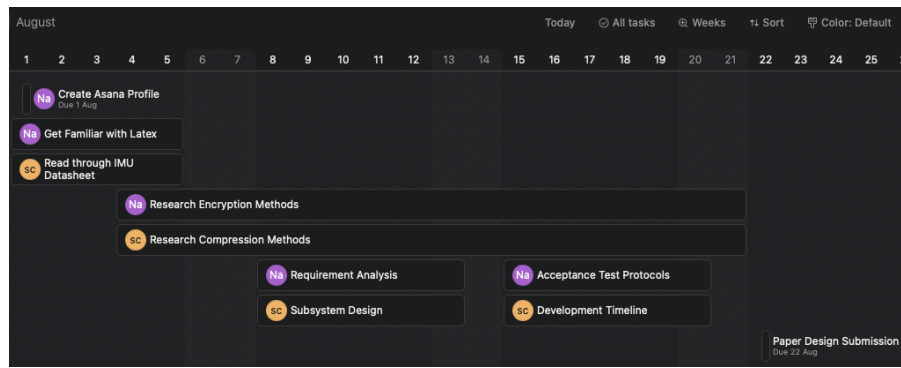 August
Today
All tasks
Weeks
Sort
Color: Default
1 2 3 4 5 6 7 8 9 10 11 12 13 14 15 16 17 18 19 20 21 22 23 24 25
Na Create Asana Profile
Due 1 Aug
Na Get Familiar with Latex
SC Read through IMU
Datasheet
Na Research Encryption Methods
SC Research Compression Methods
Na Requirement Analysis
Na Acceptance Test Protocols
SC Subsystem Design
SC Development Timeline
Paper Design Submission
Due 22 Aug